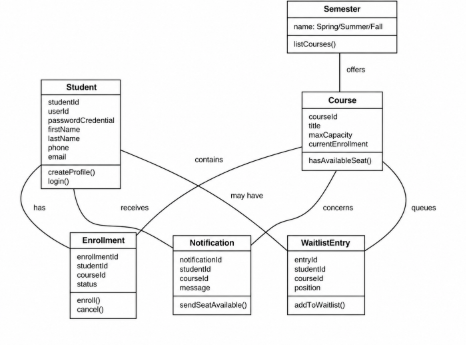 Semester
name: Spring/Summer/Fall
listCourses()
offers
Student
studentId
userId
passwordCredential
firstName
lastName
phone
email
createProfile()
login()
Course
courseId
title
maxCapacity
currentEnrollment
hasAvailableSeat()
contains
may have
has
receives
concerns
queues
Enrollment
enrollmentId
studentId
courseId
status
enroll()
cancel()
Notification
notificationId
studentId
courseId
message
sendSeatAvailable()
WaitlistEntry
entryId
studentId
courseId
position
addToWaitlist()